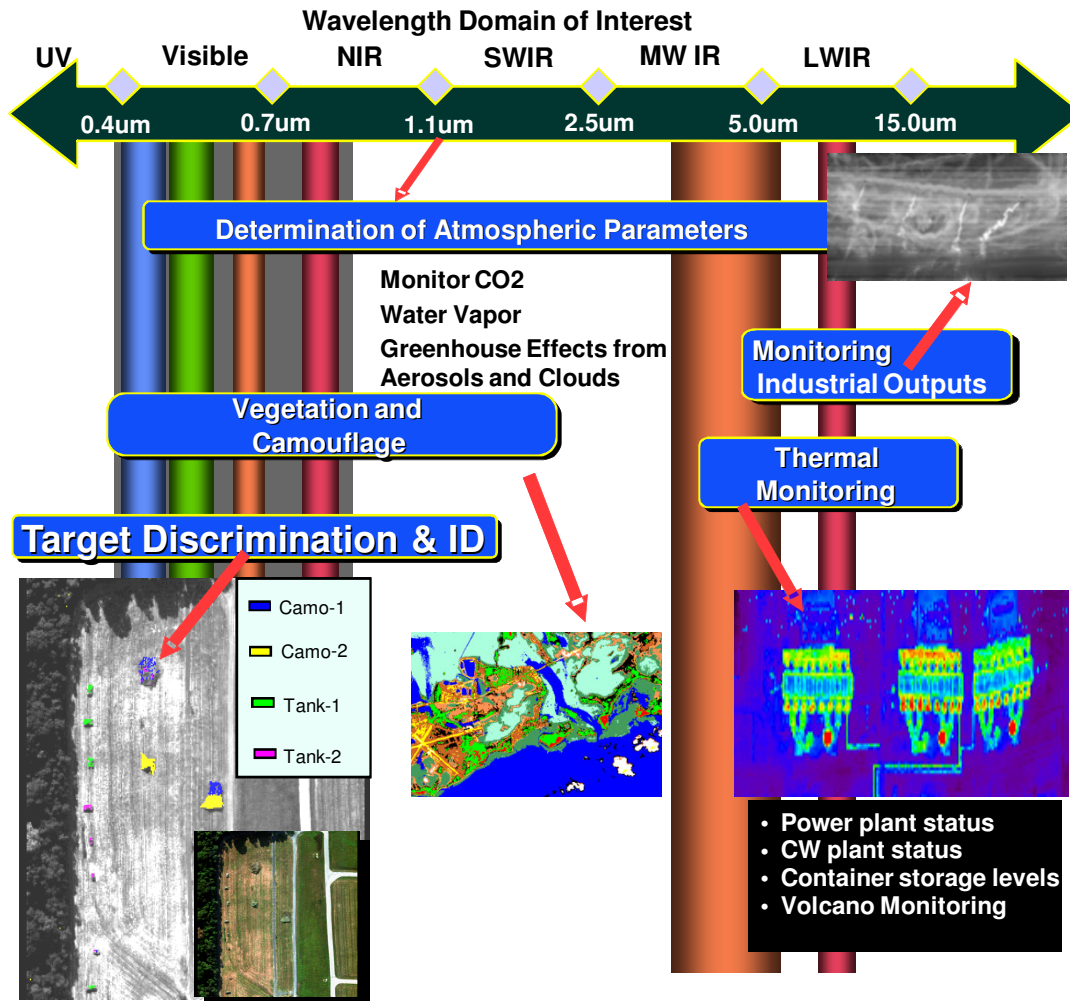 Wavelength Domain of Interest
UV Visible NIR SWIR MW IR LWIR
0.4um 0.7um 1.1um 2.5um 5.0um 15.0um
Determination of Atmospheric Parameters
Monitor CO2
Water Vapor
Greenhouse Effects from
Aerosols and Clouds
Monitoring
Industrial Outputs
Vegetation and
Camouflage
Thermal
Monitoring
Target Discrimination & ID
Camo-1
Camo-2
Tank-1
Tank-2
• Power plant status
• CW plant status
• Container storage levels
• Volcano Monitoring